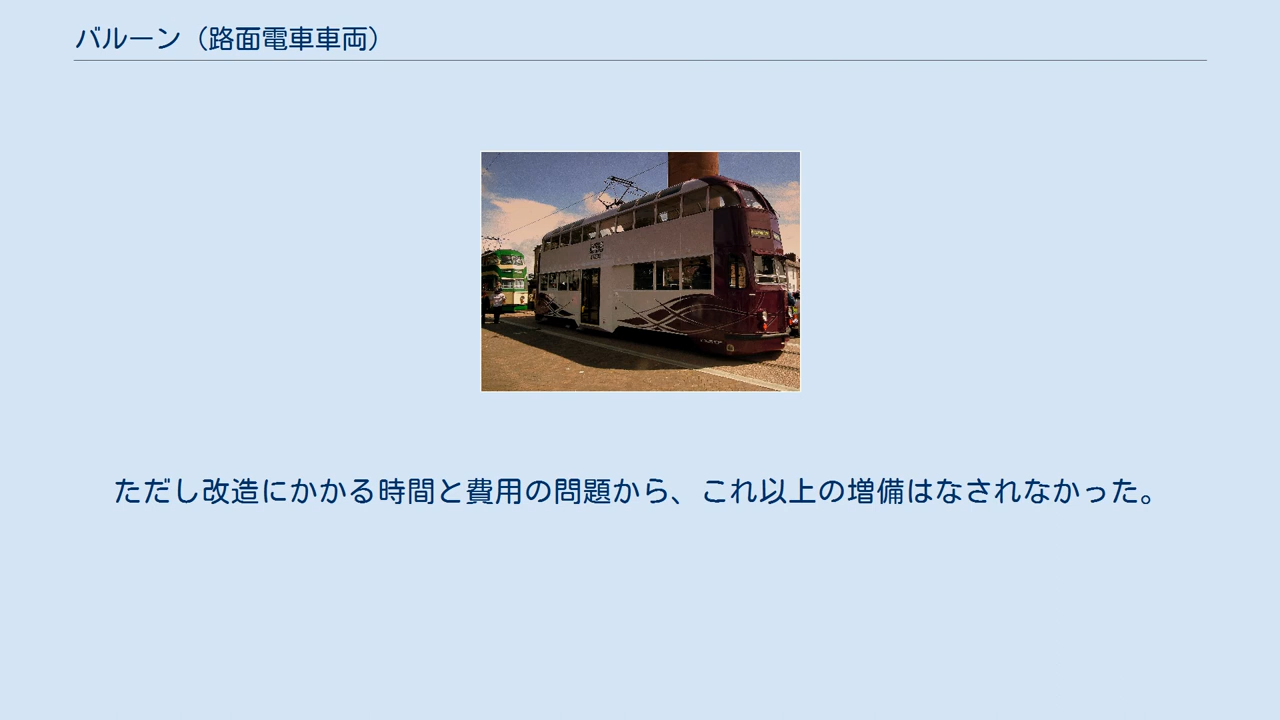 バルーン（路面電車車両）
ただし改造にかかる時間と費用の問題から、これ以上の増備はなされなかった。